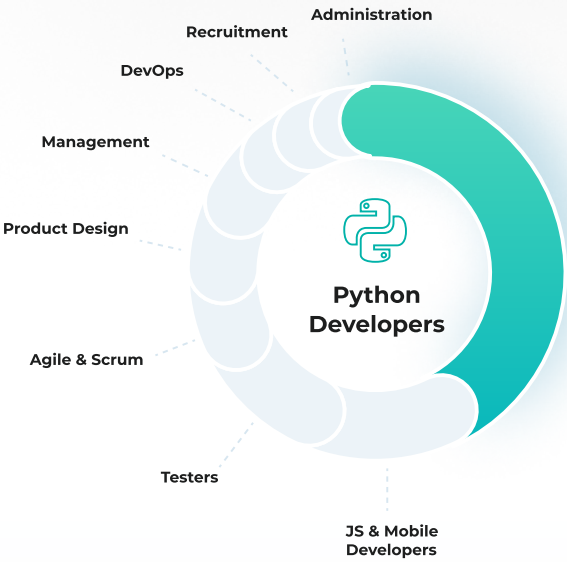 Administration
Recruitment
DevOps
Management
Product Design
Python
Developers
Agile & Scrum
Testers
JS & Mobile
Developers